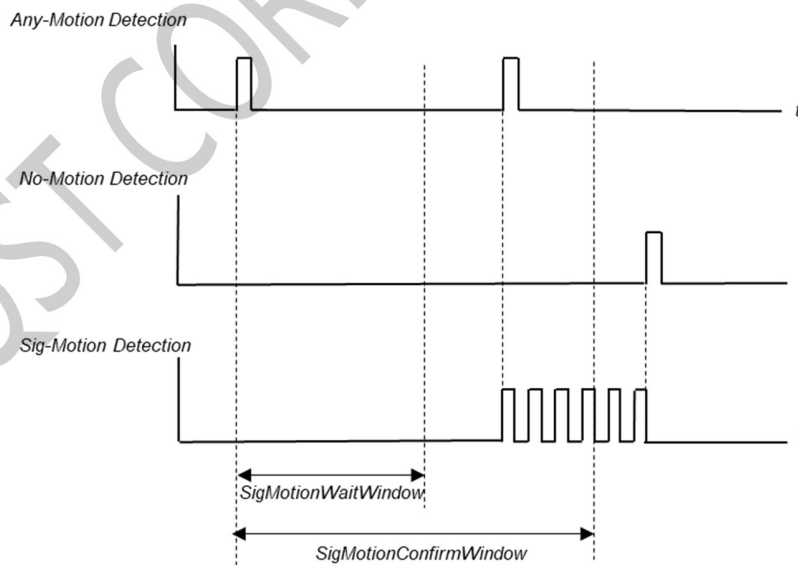 Any-Motion Detection
t
No-Motion Detection
Sig-Motion Detection
SigMotionWaitWindow
SigMotionConfirmWindow